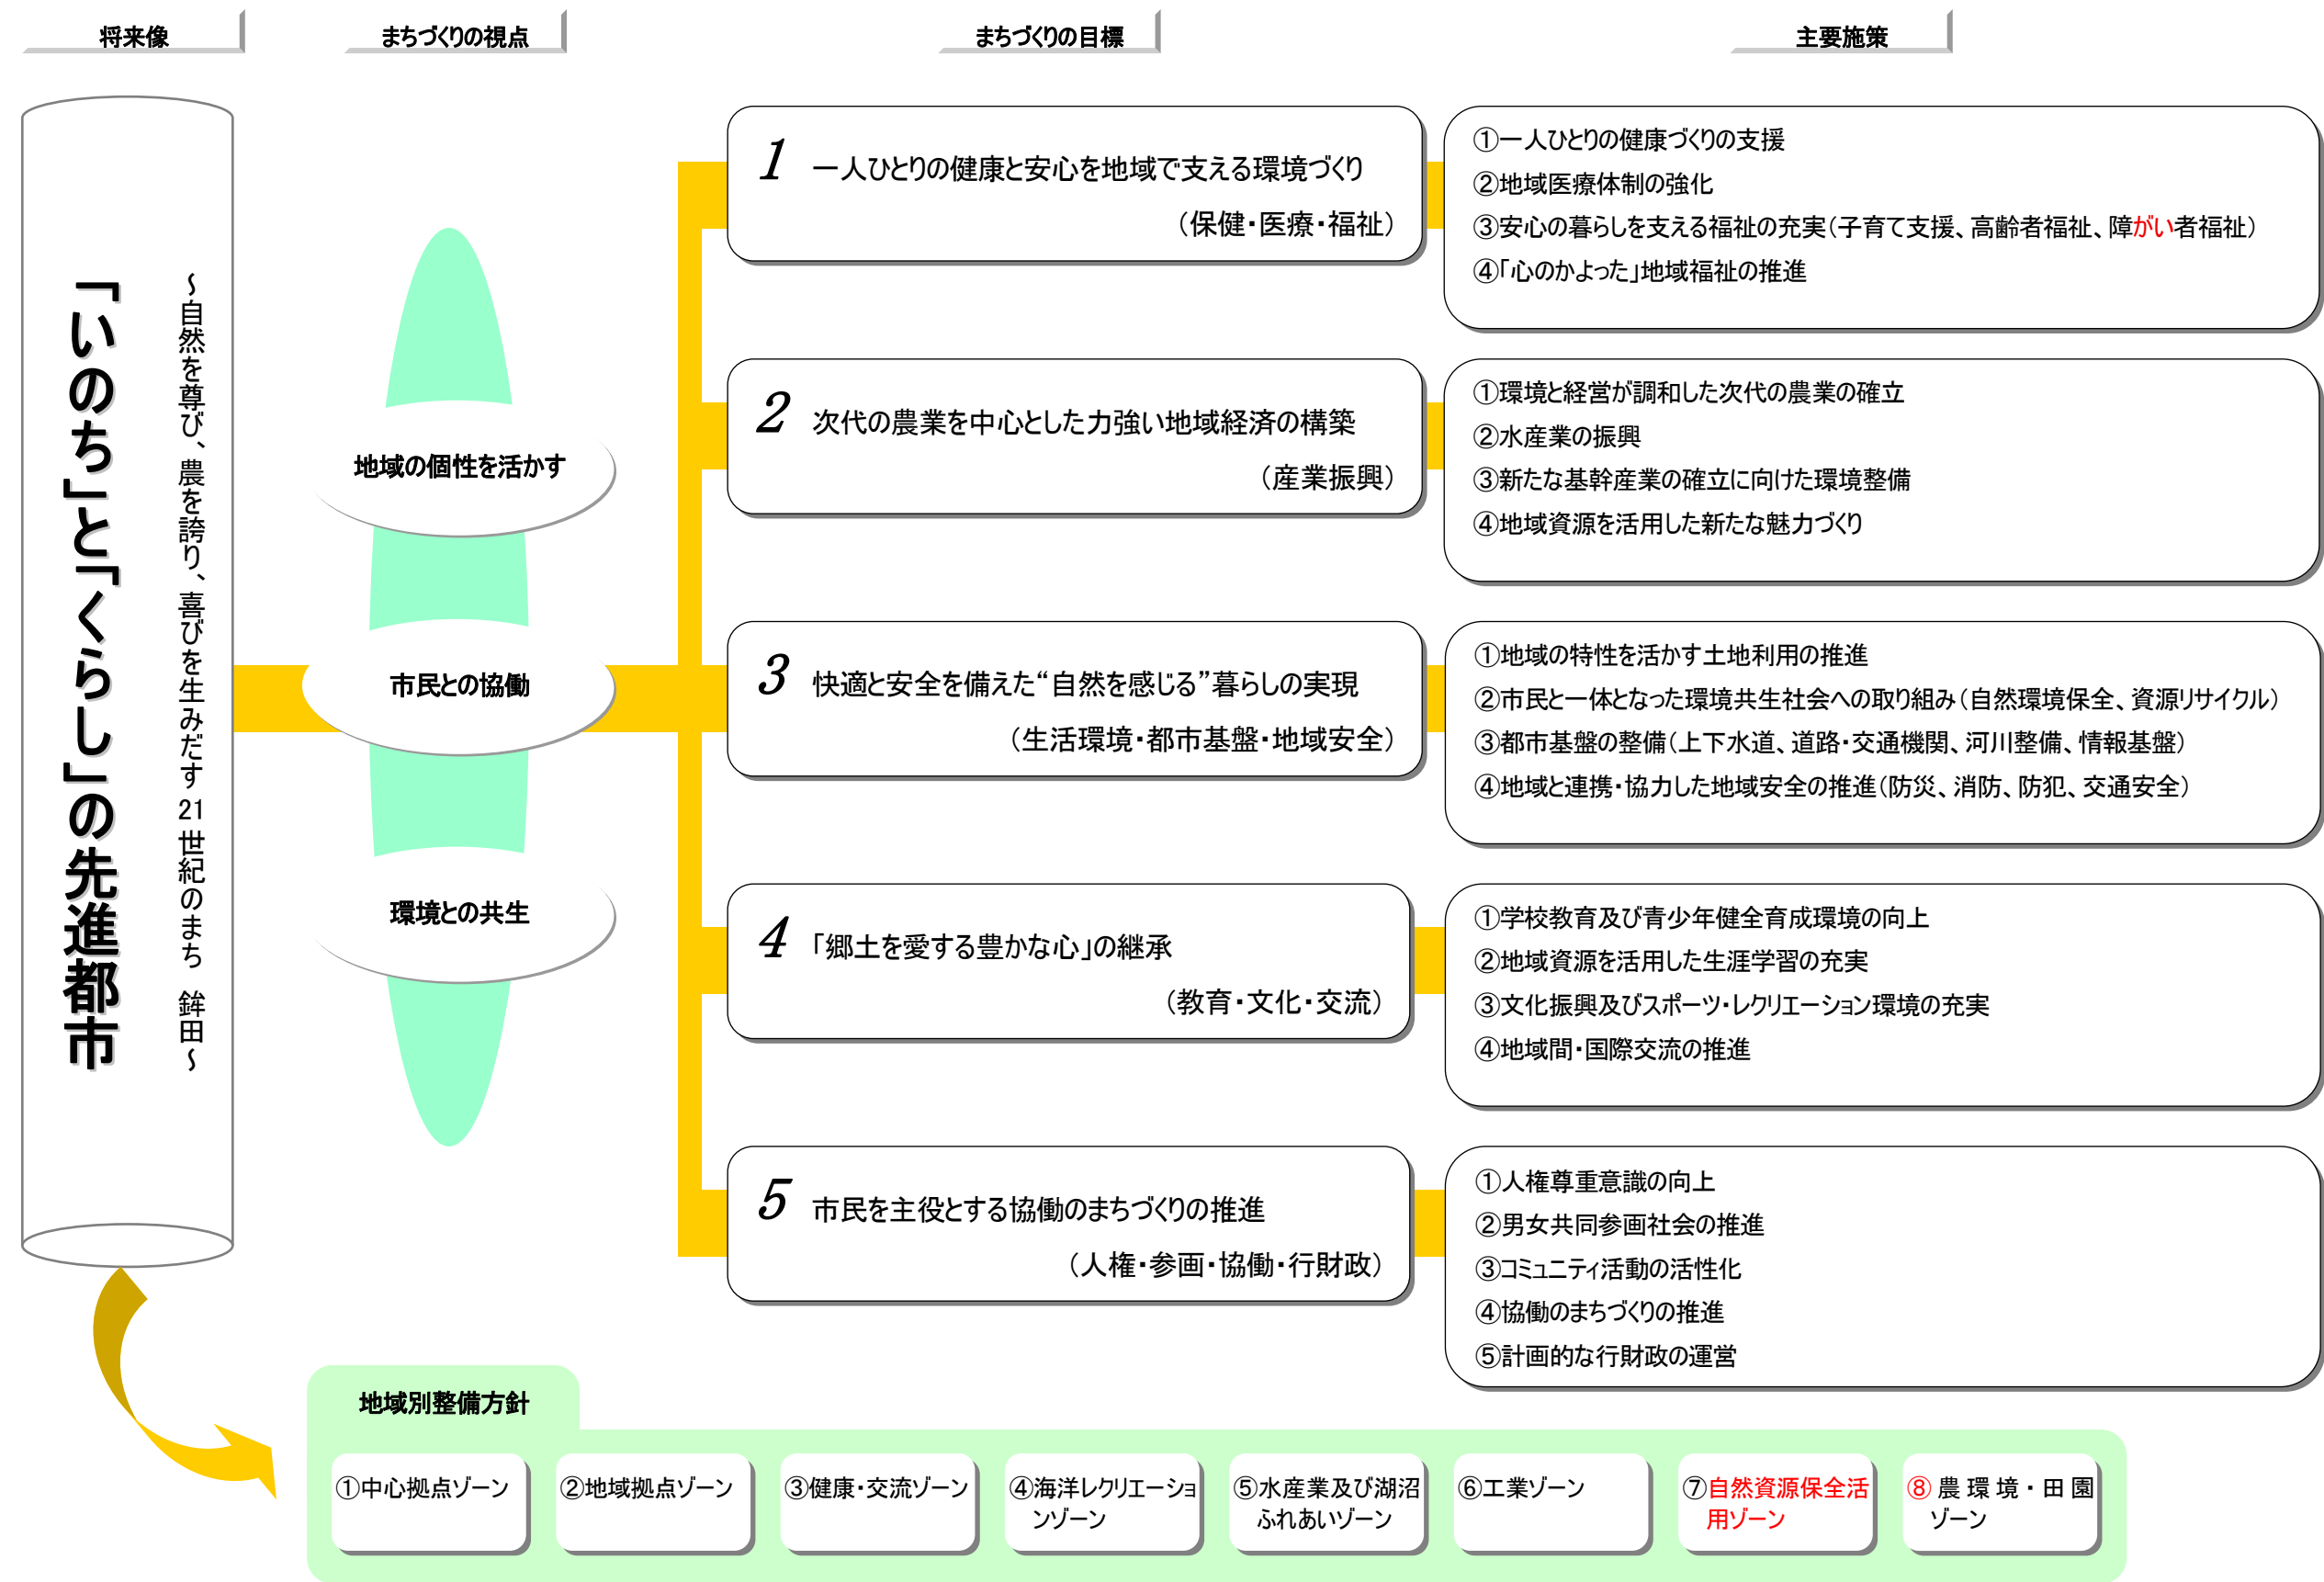 将来像
まちづくりの視点
まちづくりの目標
主要施策
「いのち」と「くらし」の先進都市
～自然を尊び、農を誇り、喜びを生みだす 21 世紀のまち　鉾田～
地域の個性を活かす
市民との協働
環境との共生
1 一人ひとりの健康と安心を地域で支える環境づくり
（保健・医療・福祉）
①一人ひとりの健康づくりの支援
②地域医療体制の強化
③安心の暮らしを支える福祉の充実（子育て支援、高齢者福祉、障がい者福祉）
④「心のかよった」地域福祉の推進
2 次代の農業を中心とした力強い地域経済の構築
（産業振興）
①環境と経営が調和した次代の農業の確立
②水産業の振興
③新たな基幹産業の確立に向けた環境整備
④地域資源を活用した新たな魅力づくり
3 快適と安全を備えた“自然を感じる”暮らしの実現
（生活環境・都市基盤・地域安全）
①地域の特性を活かす土地利用の推進
②市民と一体となった環境共生社会への取り組み（自然環境保全、資源リサイクル）
③都市基盤の整備（上下水道、道路・交通機関、河川整備、情報基盤）
④地域と連携・協力した地域安全の推進（防災、消防、防犯、交通安全）
4 「郷土を愛する豊かな心」の継承
（教育・文化・交流）
①学校教育及び青少年健全育成環境の向上
②地域資源を活用した生涯学習の充実
③文化振興及びスポーツ・レクリエーション環境の充実
④地域間・国際交流の推進
5 市民を主役とする協働のまちづくりの推進
（人権・参画・協働・行財政）
①人権尊重意識の向上
②男女共同参画社会の推進
③コミュニティ活動の活性化
④協働のまちづくりの推進
⑤計画的な行財政の運営
地域別整備方針
①中心拠点ゾーン
②地域拠点ゾーン
③健康・交流ゾーン
④海洋レクリエーショ
ンゾーン
⑤水産業及び湖沼
ふれあいゾーン
⑥工業ゾーン
⑦自然資源保全活
用ゾーン
⑧農環境・田園
ゾーン